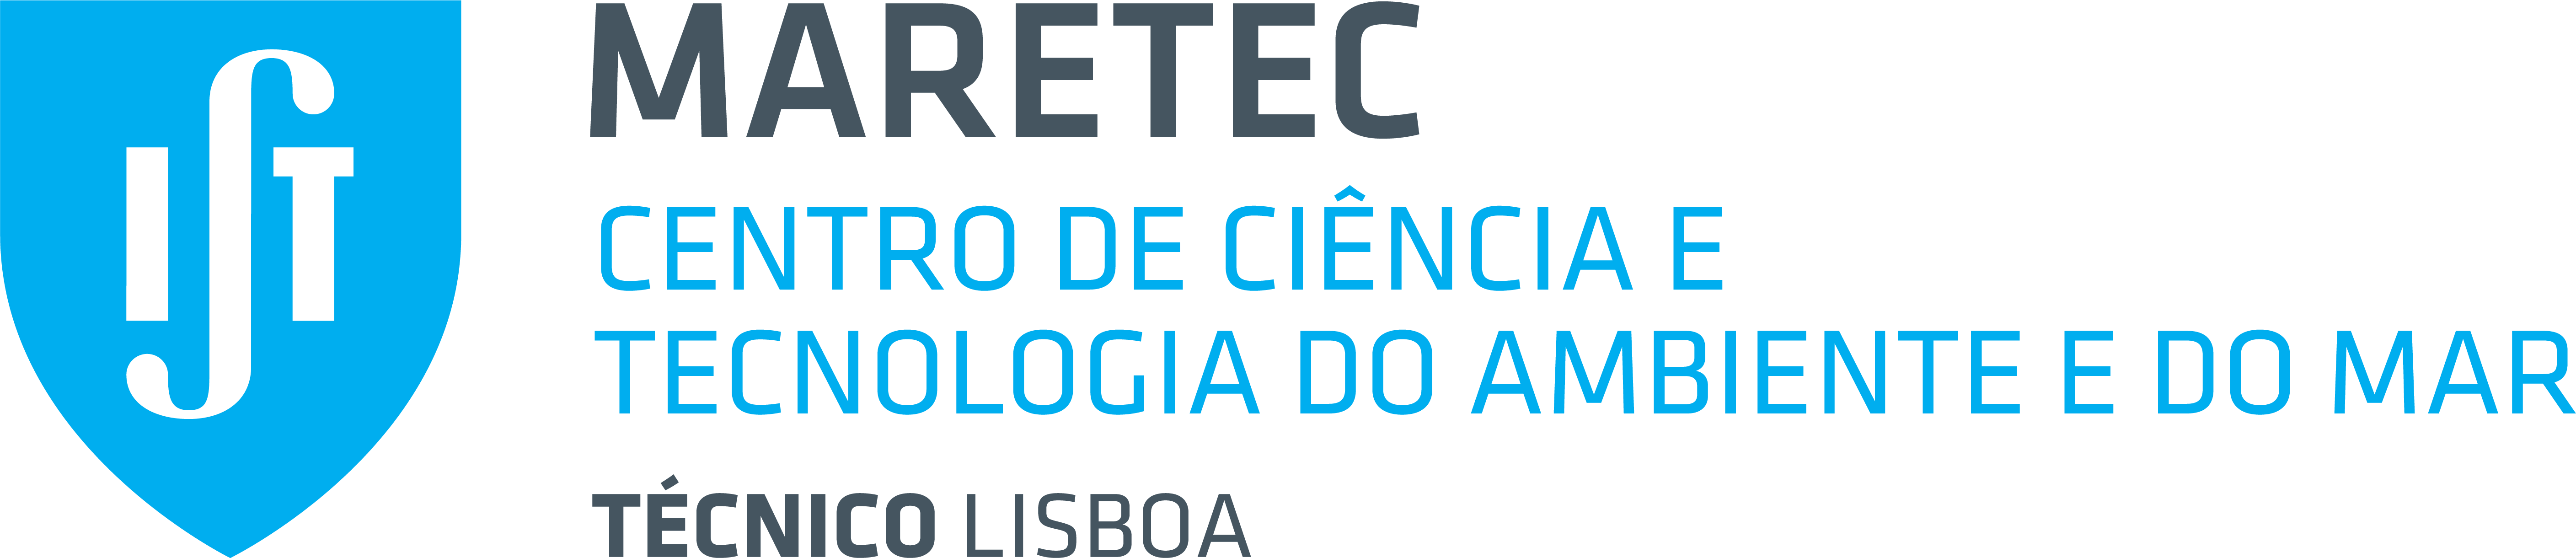 IST
MARETEC
CENTRO DE CIÊNCIA E
TECNOLOGIA DO AMBIENTE E DO MAR
TÉCNICO LISBOA